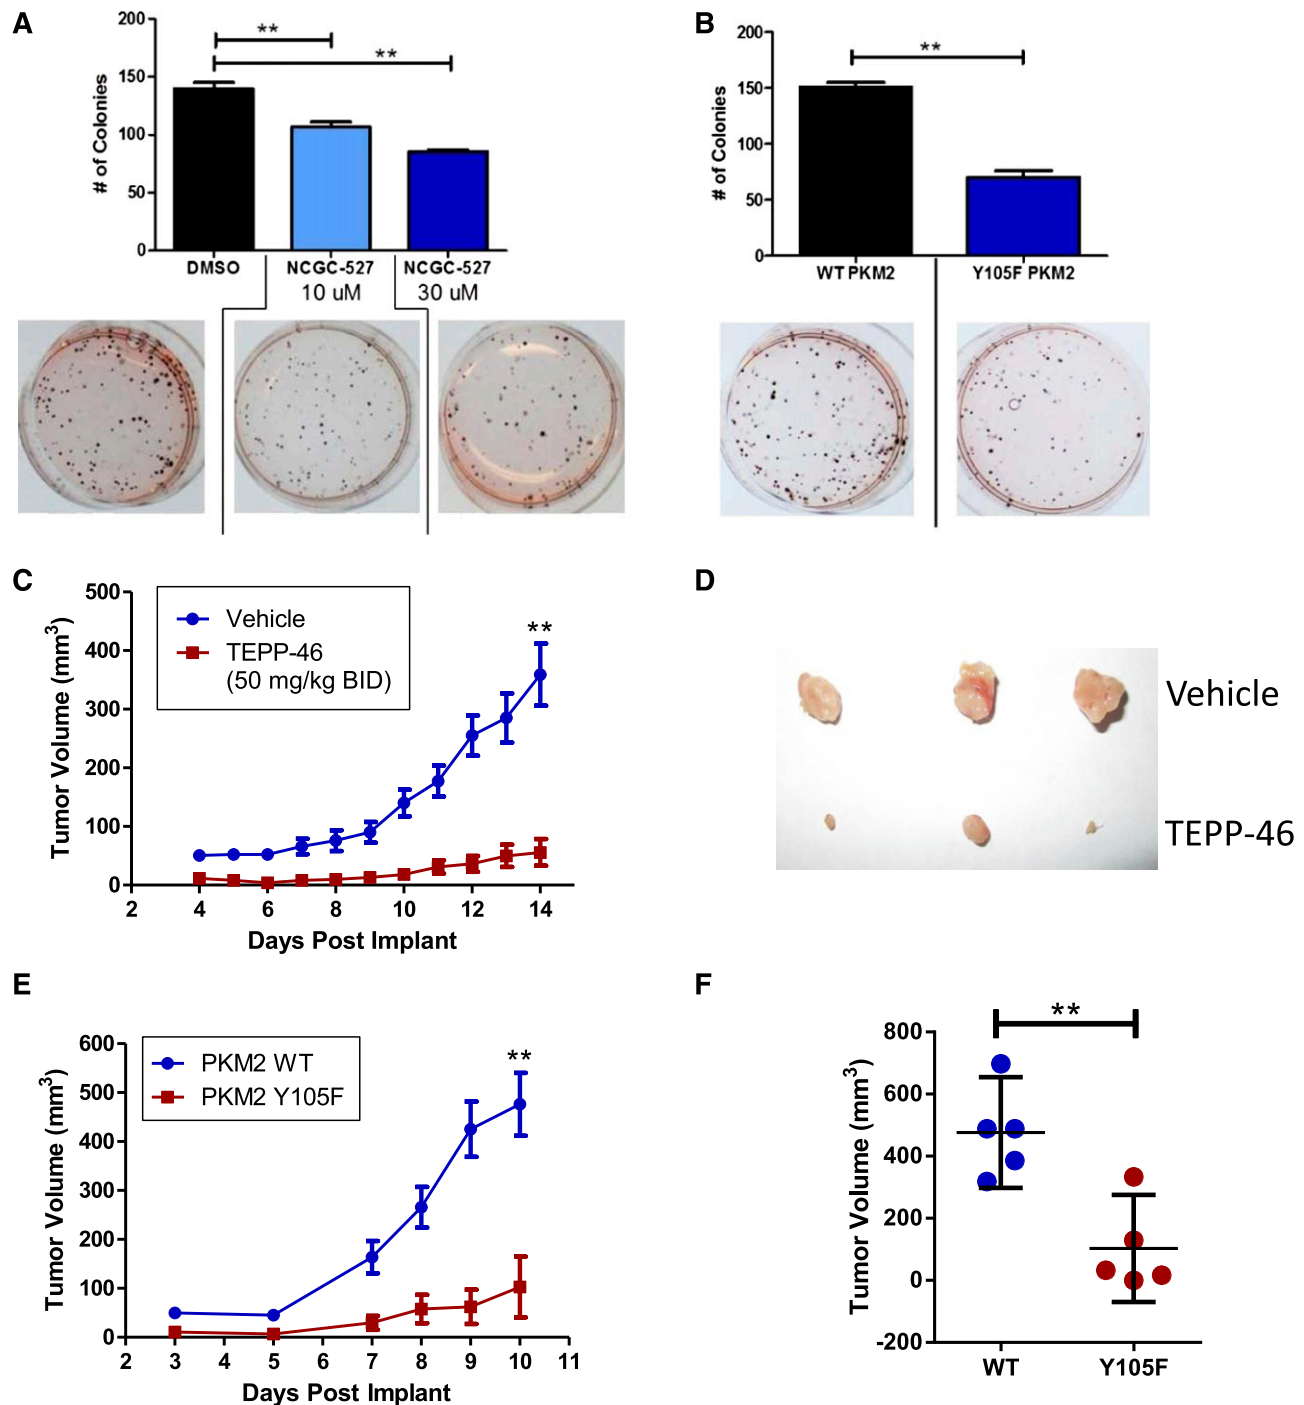 A
200
150
100
50
0
# of Colonies
**
**
DMSO
NCGC-527
10 uM
NCGC-527
30 uM
B
200
150
100
50
0
# of Colonies
**
WT PKM2
Y105F PKM2
C
500
400
300
200
100
0
Tumor Volume (mm³)
Vehicle
TEPP-46
(50 mg/kg BID)
**
2 4 6 8 10 12 14
Days Post Implant
D
Vehicle
TEPP-46
E
600
500
400
300
200
100
0
Tumor Volume (mm³)
PKM2 WT
PKM2 Y105F
**
2 3 4 5 6 7 8 9 10 11
Days Post Implant
F
800
600
400
200
0
-200
Tumor Volume (mm³)
**
WT
Y105F